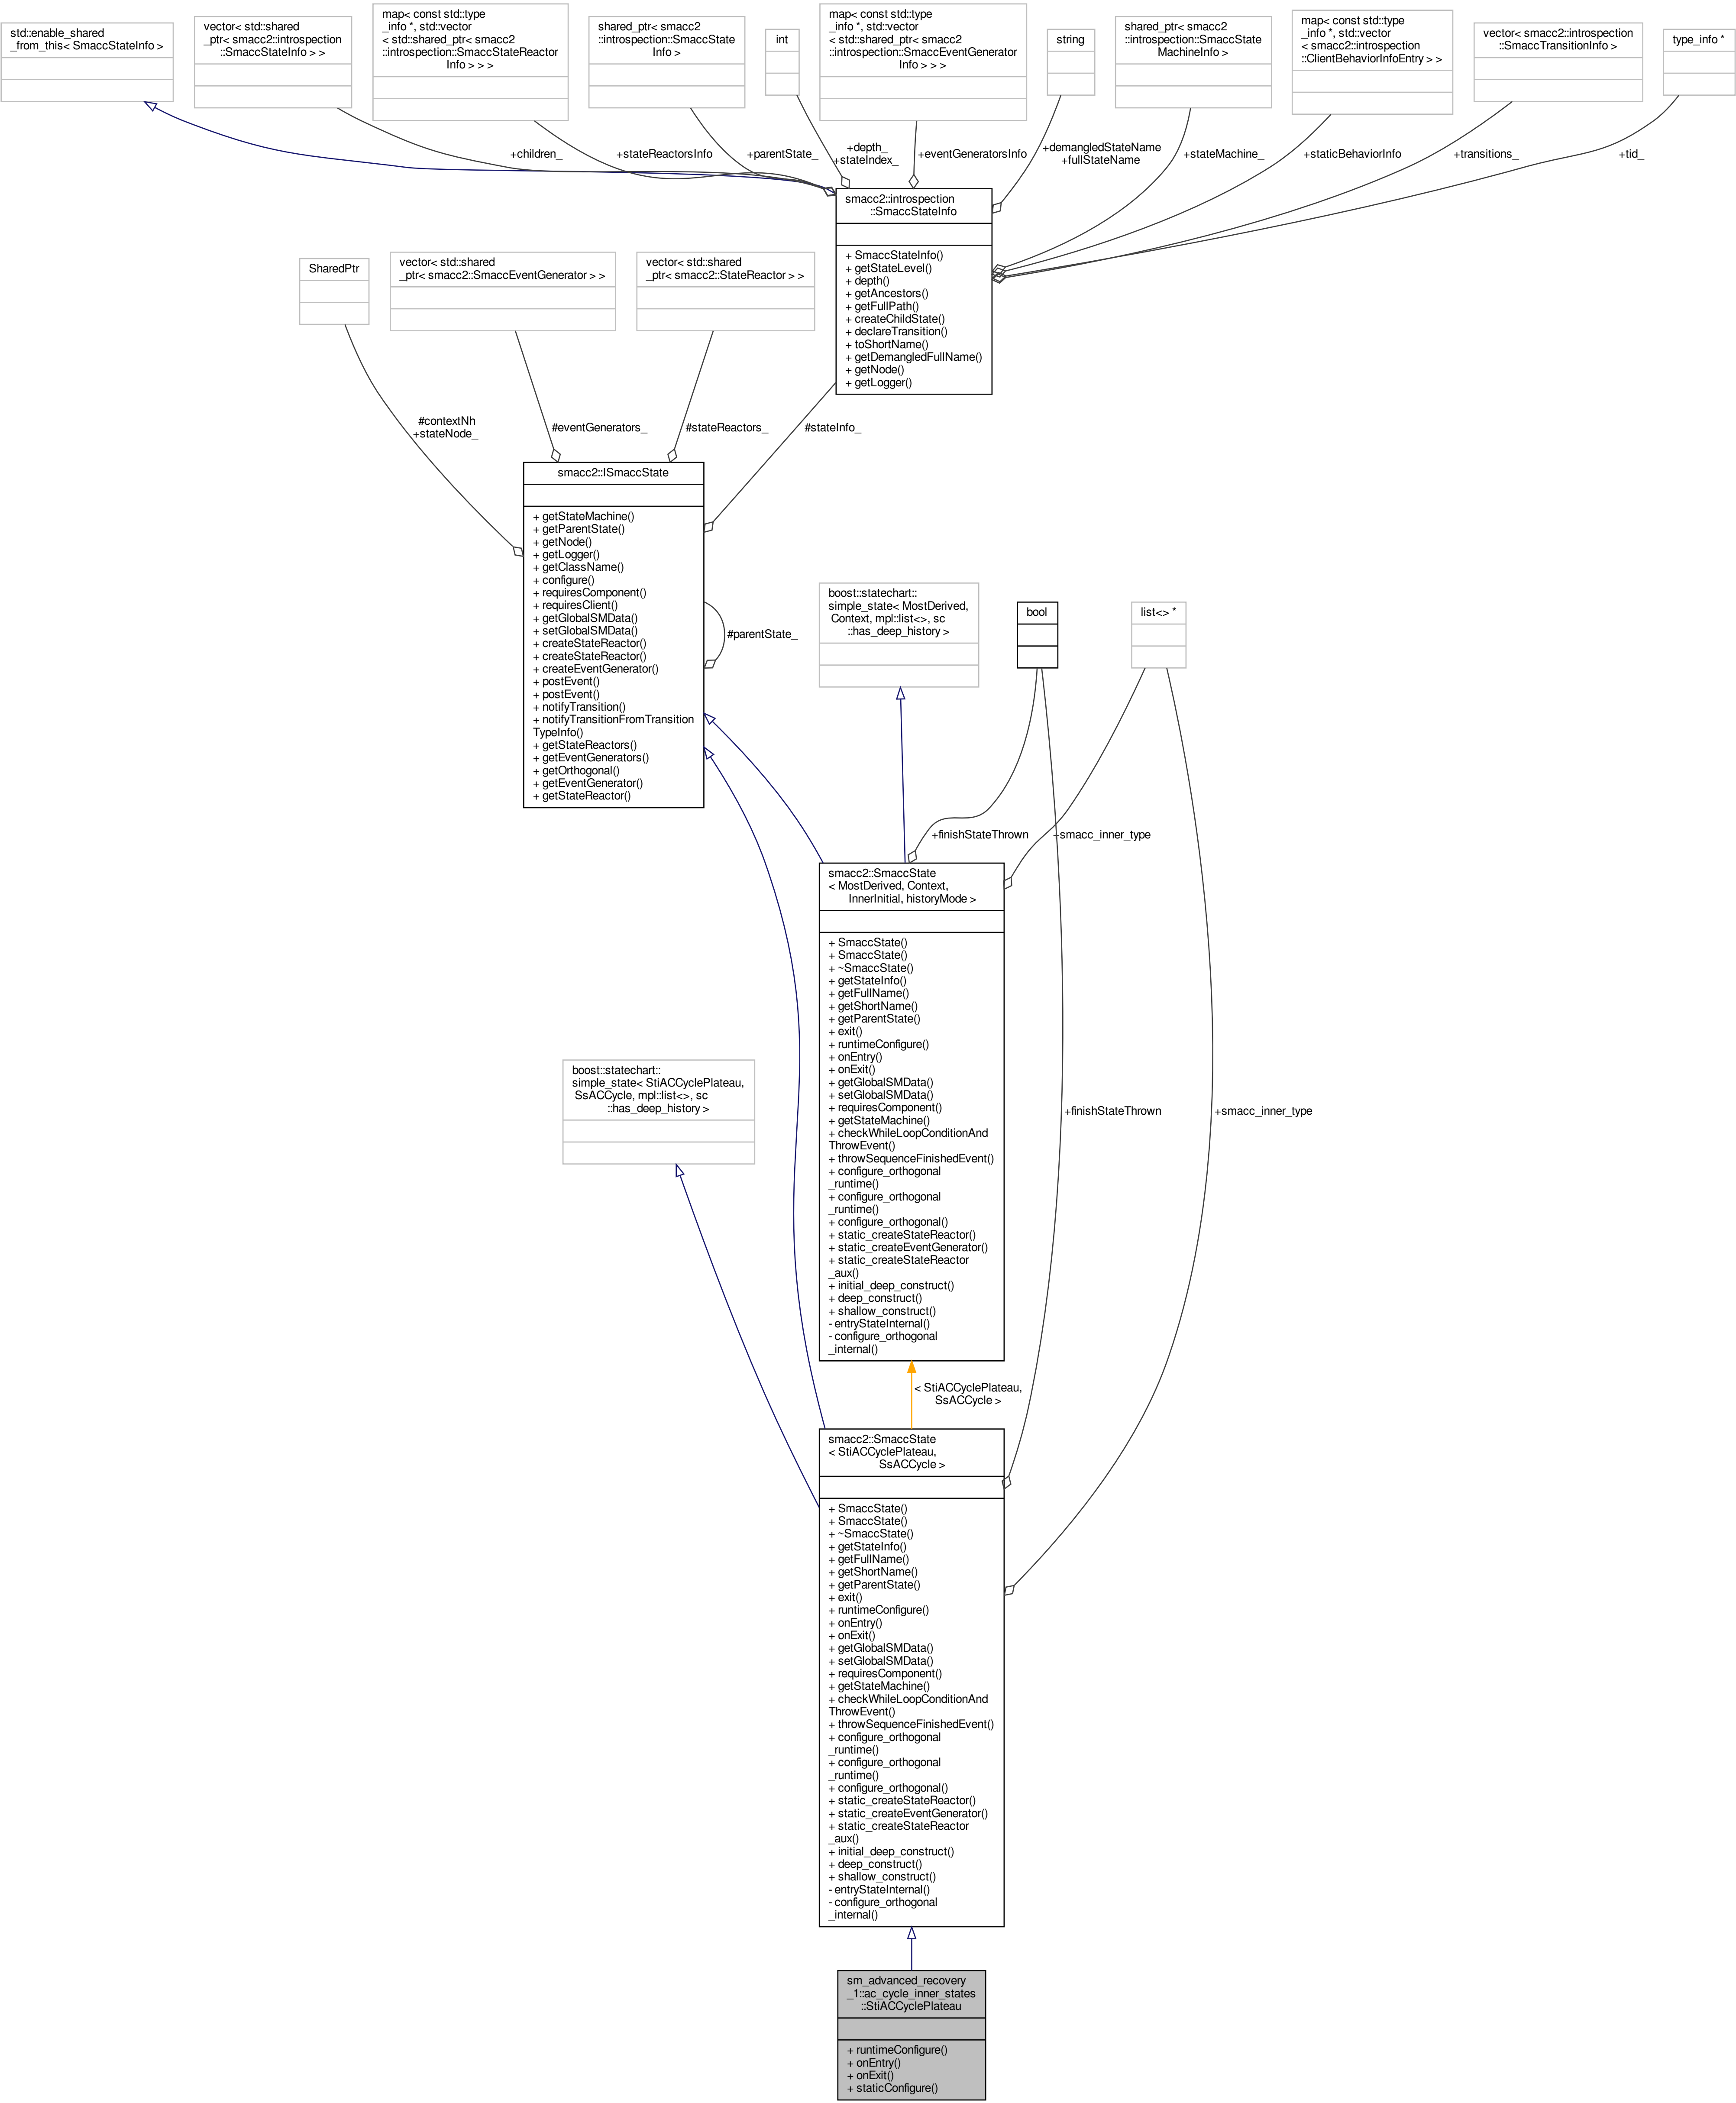 std::enable_shared
_from_this< SmaccStateInfo >
vector< std::shared
_ptr< smacc2::introspection
::SmaccStateInfo > >
map< const std::type
_info *, std::vector
< std::shared_ptr< smacc2
::introspection::SmaccStateReactor
Info > > >
shared_ptr< smacc2
::introspection::SmaccState
Info >
int
map< const std::type
_info *, std::vector
< std::shared_ptr< smacc2
::introspection::SmaccEventGenerator
Info > > >
string
shared_ptr< smacc2
::introspection::SmaccState
MachineInfo >
map< const std::type
_info *, std::vector
< smacc2::introspection
::ClientBehaviorInfoEntry > >
vector< smacc2::introspection
::SmaccTransitionInfo >
type_info *
+children_
+stateReactorsInfo
+parentState_
+depth_
+stateIndex_
+eventGeneratorsInfo
+demangledStateName
+fullStateName
+stateMachine_
+staticBehaviorInfo
+transitions_
+tid_
smacc2::introspection
::SmaccStateInfo
+ SmaccStateInfo()
+ getStateLevel()
+ depth()
+ getAncestors()
+ getFullPath()
+ createChildState()
+ declareTransition()
+ toShortName()
+ getDemangledFullName()
+ getNode()
+ getLogger()
SharedPtr
vector< std::shared
_ptr< smacc2::SmaccEventGenerator > >
vector< std::shared
_ptr< smacc2::StateReactor > >
#contextNh
+stateNode_
#eventGenerators_
#stateReactors_
#stateInfo_
smacc2::ISmaccState
+ getStateMachine()
+ getParentState()
+ getNode()
+ getLogger()
+ getClassName()
+ configure()
+ requiresComponent()
+ requiresClient()
+ getGlobalSMData()
+ setGlobalSMData()
+ createStateReactor()
+ createStateReactor()
+ createEventGenerator()
+ postEvent()
+ postEvent()
+ notifyTransition()
+ notifyTransitionFromTransition
TypeInfo()
+ getStateReactors()
+ getEventGenerators()
+ getOrthogonal()
+ getEventGenerator()
+ getStateReactor()
#parentState_
boost::statechart::
simple_state< MostDerived,
Context, mpl::list<>, sc
::has_deep_history >
bool
list<> *
+finishStateThrown
+smacc_inner_type
smacc2::SmaccState
< MostDerived, Context,
InnerInitial, historyMode >
+ SmaccState()
+ SmaccState()
+ ~SmaccState()
+ getStateInfo()
+ getFullName()
+ getShortName()
+ getParentState()
+ exit()
+ runtimeConfigure()
+ onEntry()
+ onExit()
+ getGlobalSMData()
+ setGlobalSMData()
+ requiresComponent()
+ getStateMachine()
+ checkWhileLoopConditionAnd
ThrowEvent()
+ throwSequenceFinishedEvent()
+ configure_orthogonal
_runtime()
+ configure_orthogonal
_runtime()
+ configure_orthogonal()
+ static_createStateReactor()
+ static_createEventGenerator()
+ static_createStateReactor
_aux()
+ initial_deep_construct()
+ deep_construct()
+ shallow_construct()
- entryStateInternal()
- configure_orthogonal
_internal()
boost::statechart::
simple_state< StiACCyclePlateau,
SsACCycle, mpl::list<>, sc
::has_deep_history >
+finishStateThrown
+smacc_inner_type
< StiACCyclePlateau,
SsACCycle >
smacc2::SmaccState
< StiACCyclePlateau,
SsACCycle >
+ SmaccState()
+ SmaccState()
+ ~SmaccState()
+ getStateInfo()
+ getFullName()
+ getShortName()
+ getParentState()
+ exit()
+ runtimeConfigure()
+ onEntry()
+ onExit()
+ getGlobalSMData()
+ setGlobalSMData()
+ requiresComponent()
+ getStateMachine()
+ checkWhileLoopConditionAnd
ThrowEvent()
+ throwSequenceFinishedEvent()
+ configure_orthogonal
_runtime()
+ configure_orthogonal
_runtime()
+ configure_orthogonal()
+ static_createStateReactor()
+ static_createEventGenerator()
+ static_createStateReactor
_aux()
+ initial_deep_construct()
+ deep_construct()
+ shallow_construct()
- entryStateInternal()
- configure_orthogonal
_internal()
sm_advanced_recovery
_1::ac_cycle_inner_states
::StiACCyclePlateau
+ runtimeConfigure()
+ onEntry()
+ onExit()
+ staticConfigure()